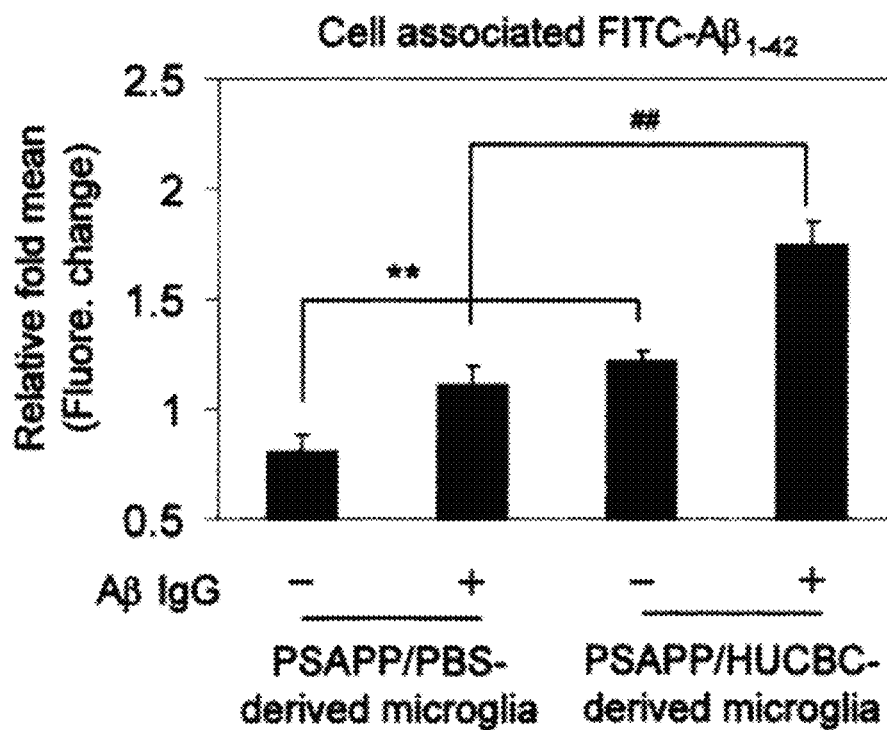 Cell associated FITC-Aβ1-42
Relative fold mean
(Fluore. change)
2.5
2
1.5
1
0.5
##
**
Aβ IgG − + − +
PSAPP/PBS-
derived microglia
PSAPP/HUCBC-
derived microglia